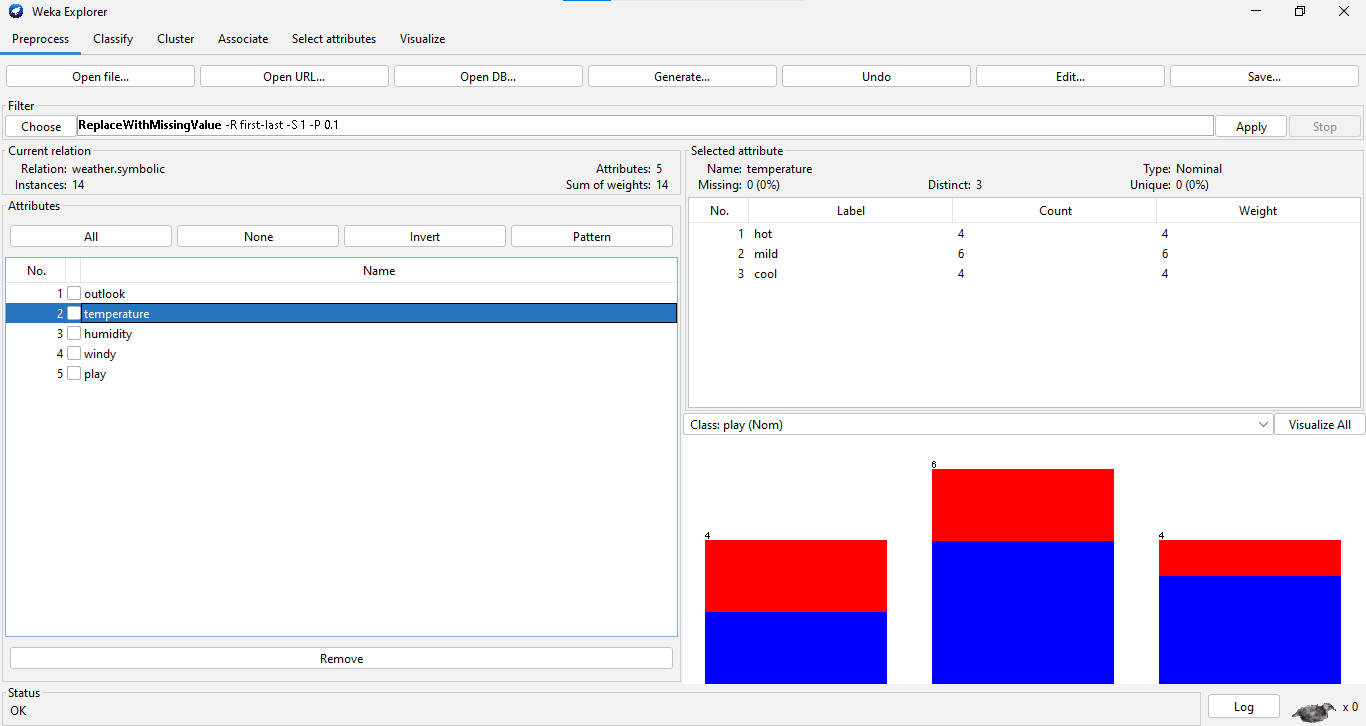 Weka Explorer
Preprocess Classify Cluster Associate Select attributes Visualize
Open file... Open URL... Open DB... Generate... Undo Edit... Save...
Filter
Choose ReplaceWithMissingValue -R first-last -S 1 -P 0.1 Apply Stop
Current relation
Relation: weather.symbolic Attributes: 5
Instances: 14 Sum of weights: 14
Attributes
All None Invert Pattern
No. Name
1 outlook
2 temperature
3 humidity
4 windy
5 play
Remove
Selected attribute
Name: temperature Type: Nominal
Missing: 0 (0%) Distinct: 3 Unique: 0 (0%)
No. Label Count Weight
1 hot 4 4
2 mild 6 6
3 cool 4 4
Class: play (Nom) Visualize All
4 6 4
Status
OK
Log x 0